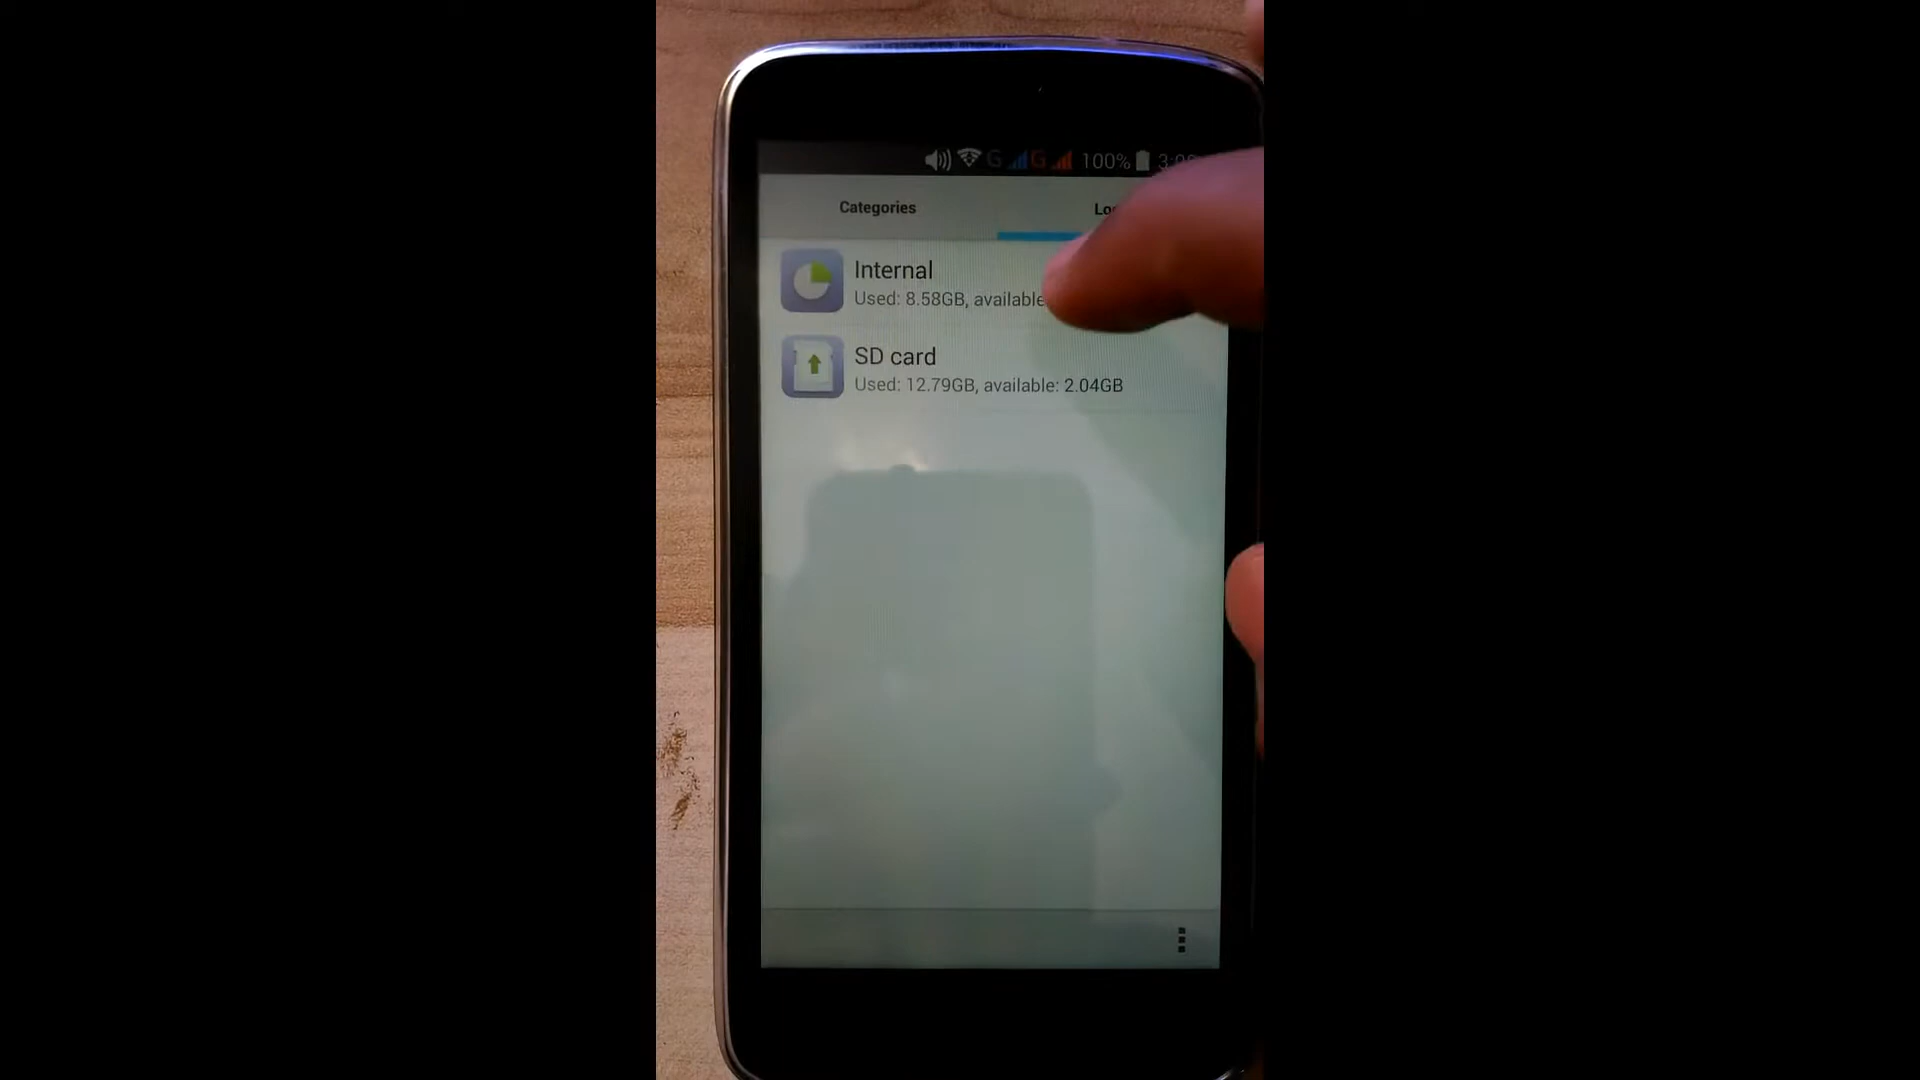 G G 100%
Categories
Internal
Used: 8.58GB, available
SD card
Used: 12.79GB, available: 2.04GB